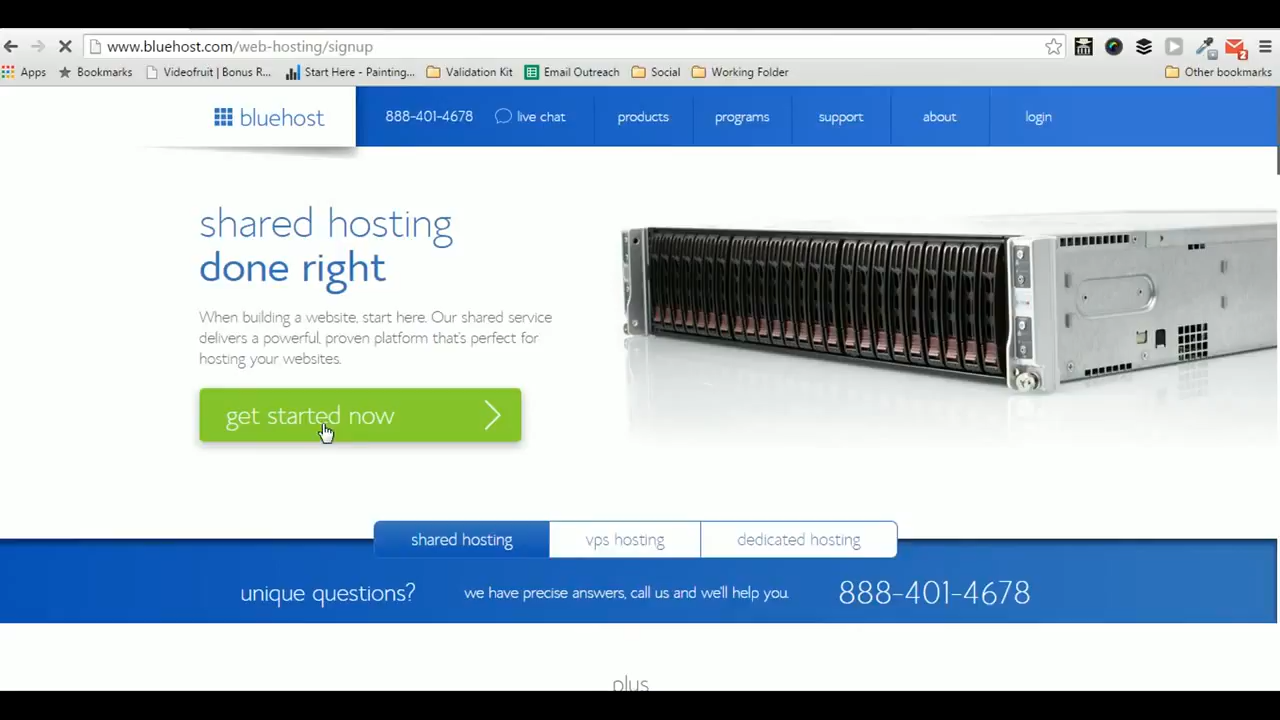 www.bluehost.com/web-hosting/signup
2
Apps Bookmarks Videofruit | Bonus R... Start Here - Painting,... Validation Kit Email Outreach Social Working Folder Other bookmarks
bluehost 888-401-4678 live chat products programs support about login
shared hosting
done right
When building a website, start here. Our shared service
delivers a powerful, proven platform that's perfect for
hosting your websites.
get started now
shared hosting vps hosting dedicated hosting
unique questions? we have precise answers, call us and we'll help you. 888-401-4678
plus